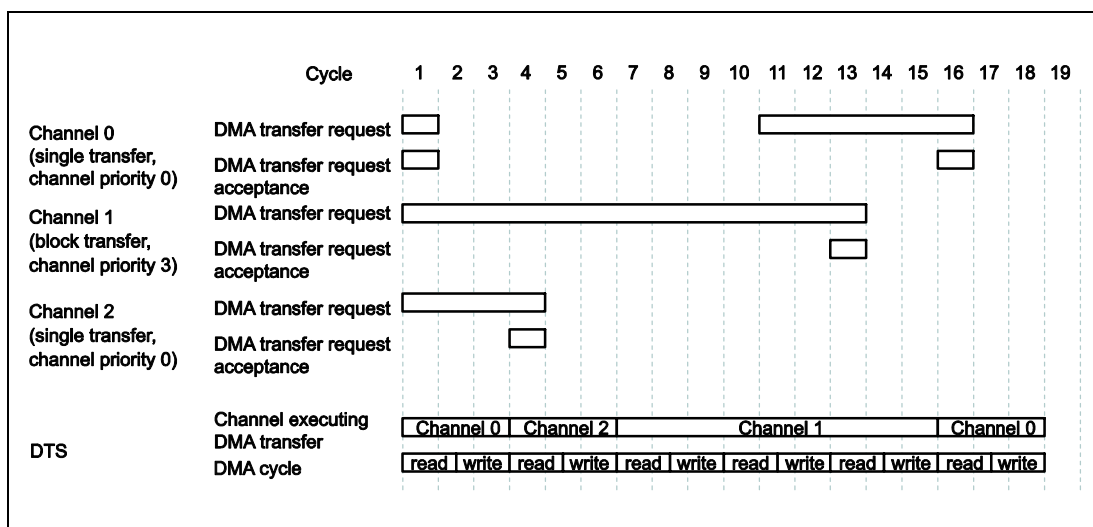 Cycle 1 2 3 4 5 6 7 8 9 10 11 12 13 14 15 16 17 18 19
Channel 0
(single transfer,
channel priority 0)
DMA transfer request
DMA transfer request
acceptance
Channel 1
(block transfer,
channel priority 3)
DMA transfer request
DMA transfer request
acceptance
Channel 2
(single transfer,
channel priority 0)
DMA transfer request
DMA transfer request
acceptance
DTS
Channel executing
DMA transfer
Channel 0 Channel 2 Channel 1 Channel 0
DMA cycle
read write read write read write read write read write read write